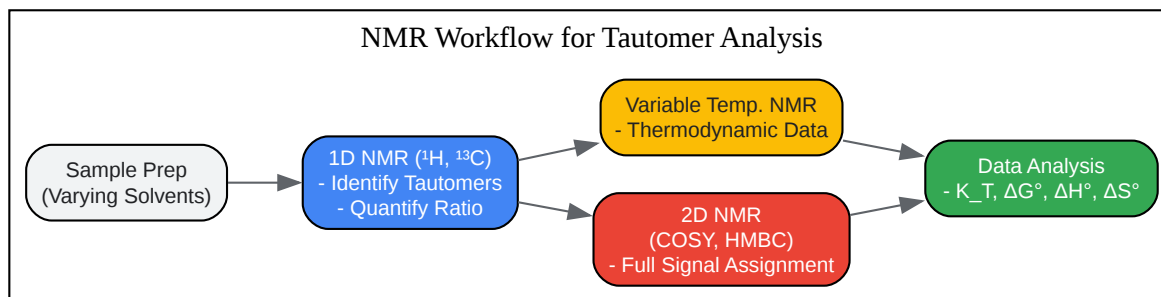 NMR Workflow for Tautomer Analysis
Sample Prep
(Varying Solvents)
1D NMR (¹H, ¹³C)
- Identify Tautomers
- Quantify Ratio
Variable Temp. NMR
- Thermodynamic Data
2D NMR
(COSY, HMBC)
- Full Signal Assignment
Data Analysis
- K_T, ΔG°, ΔH°, ΔS°